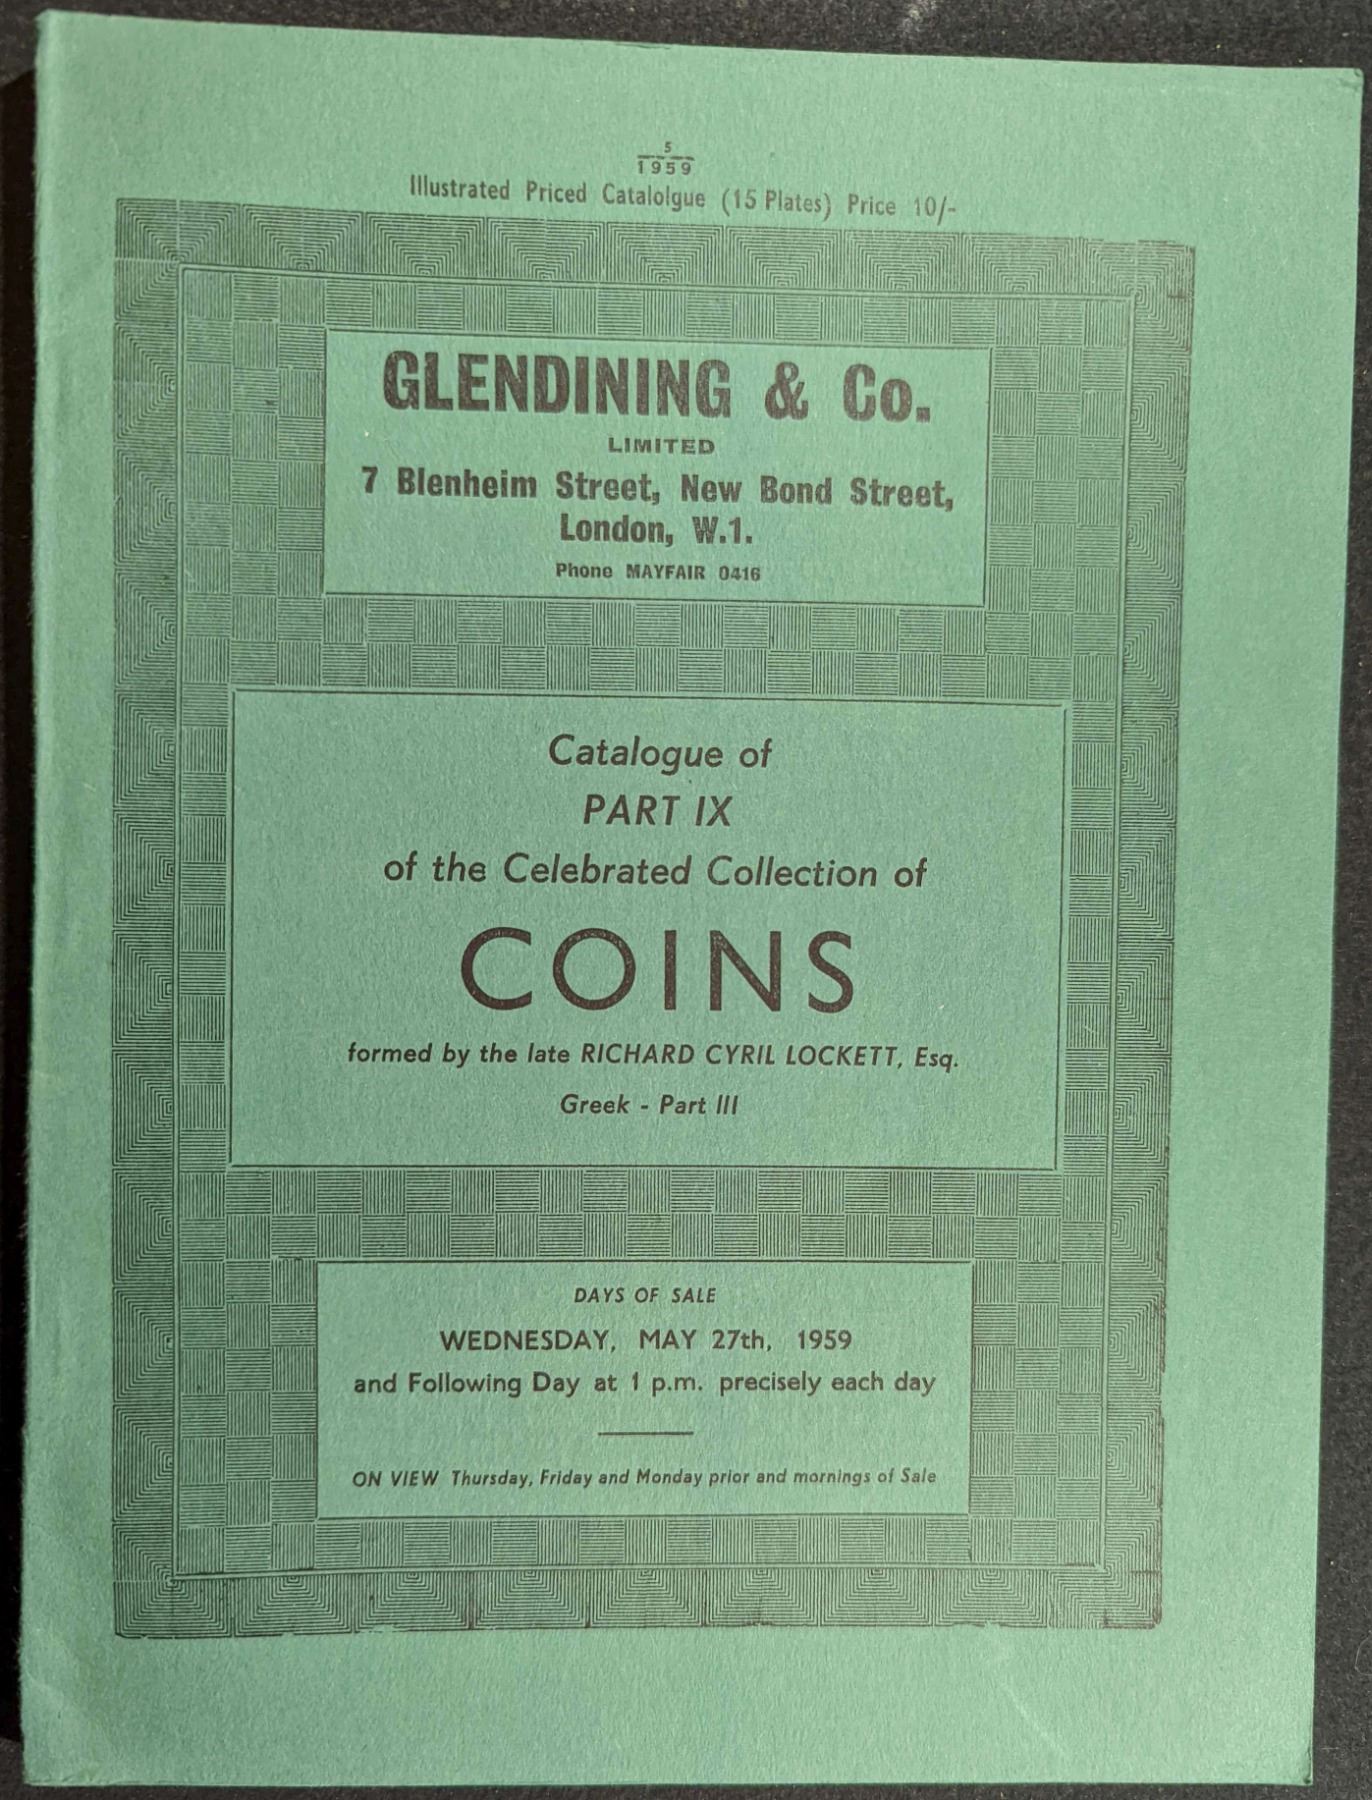 5
1959
Illustrated Priced Catalolgue (15 Plates) Price 10/-
GLENDINING & Co.
LIMITED
7 Blenheim Street, New Bond Street,
London, W.1.
Phone MAYFAIR 0416
Catalogue of
PART IX
of the Celebrated Collection of
COINS
formed by the late RICHARD CYRIL LOCKETT, Esq.
Greek - Part III
DAYS OF SALE
WEDNESDAY, MAY 27th, 1959
and Following Day at 1 p.m. precisely each day
ON VIEW Thursday, Friday and Monday prior and mornings of Sale